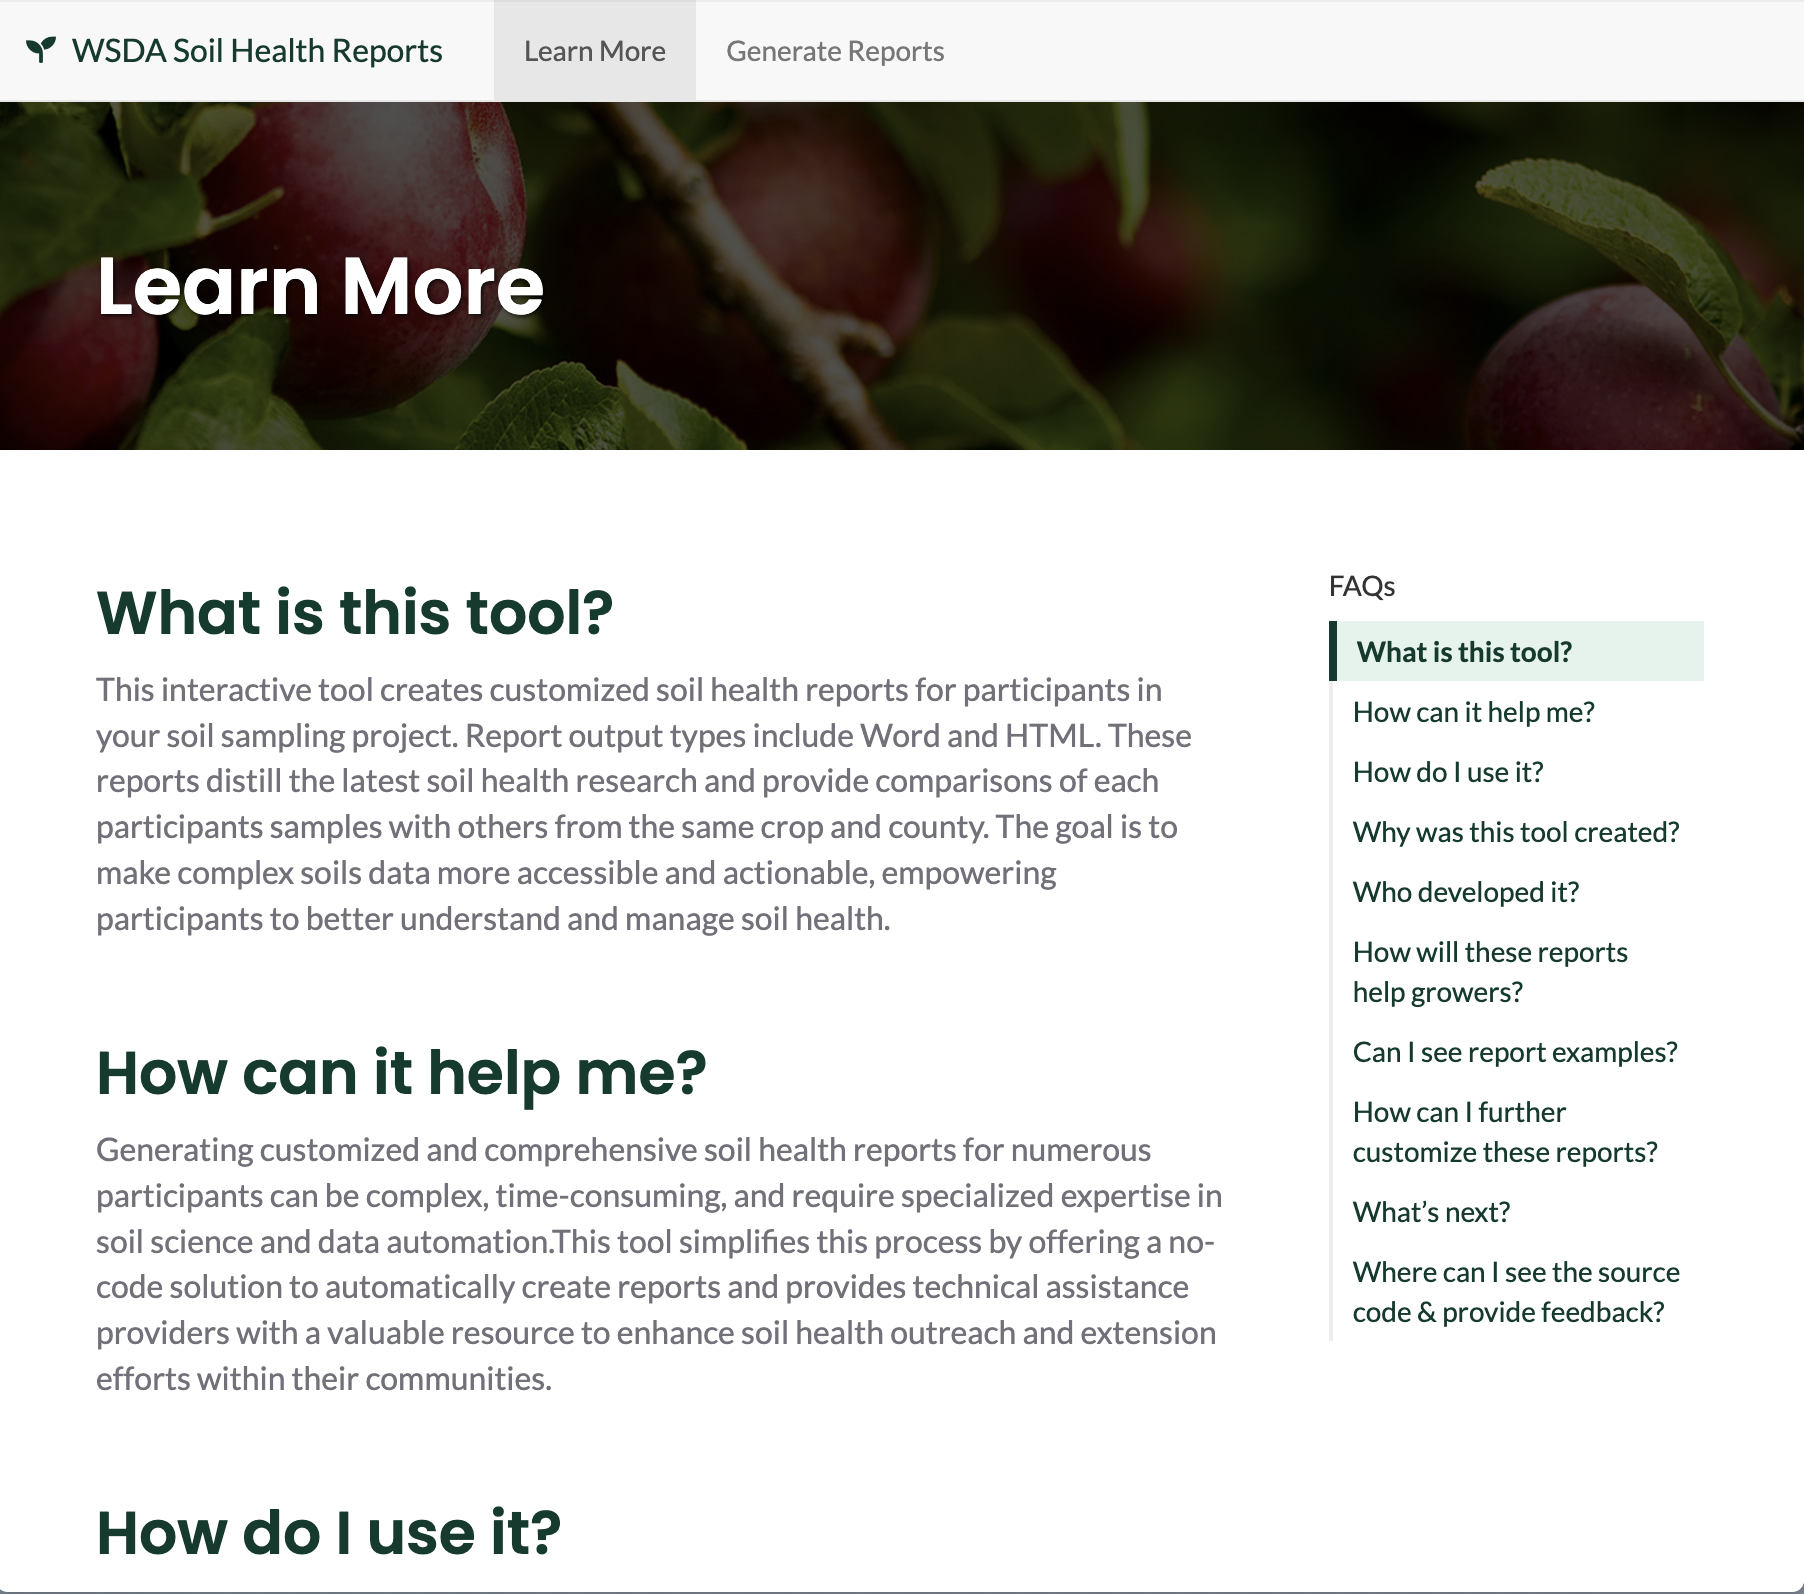 WSDA Soil Health Reports
Learn More
Generate Reports
Learn More
What is this tool?
This interactive tool creates customized soil health reports for participants in
your soil sampling project. Report output types include Word and HTML. These
reports distill the latest soil health research and provide comparisons of each
participants samples with others from the same crop and county. The goal is to
make complex soils data more accessible and actionable, empowering
participants to better understand and manage soil health.
How can it help me?
Generating customized and comprehensive soil health reports for numerous
participants can be complex, time-consuming, and require specialized expertise in
soil science and data automation.This tool simplifies this process by offering a no-
code solution to automatically create reports and provides technical assistance
providers with a valuable resource to enhance soil health outreach and extension
efforts within their communities.
How do I use it?
FAQs
What is this tool?
How can it help me?
How do I use it?
Why was this tool created?
Who developed it?
How will these reports
help growers?
Can I see report examples?
How can I further
customize these reports?
What’s next?
Where can I see the source
code & provide feedback?